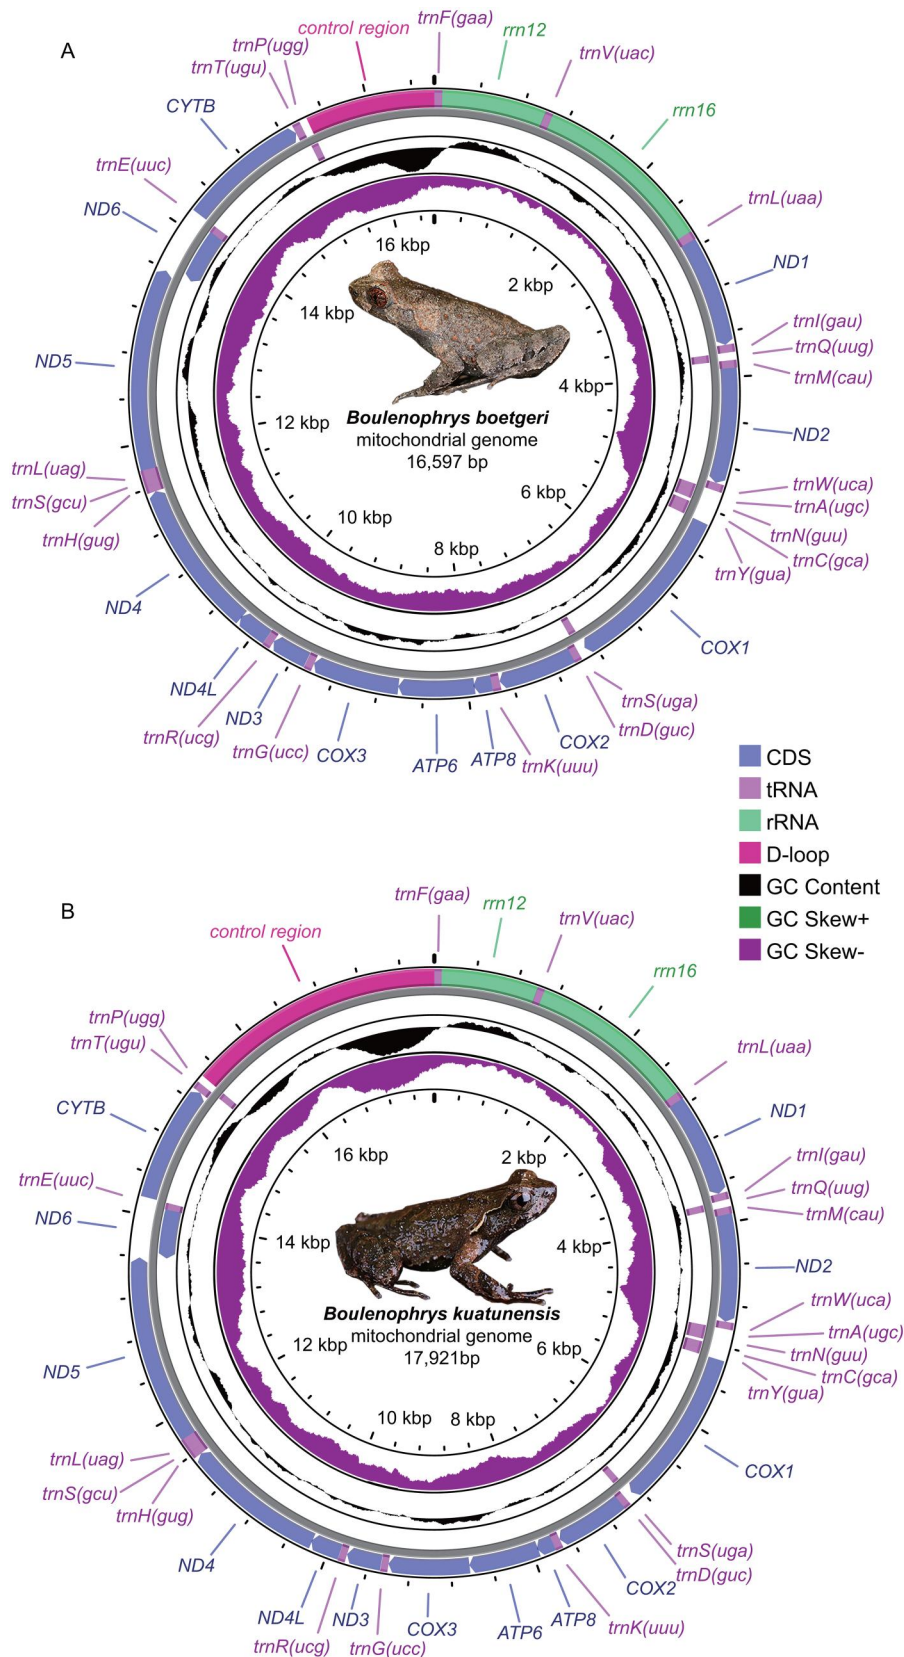 A
control region
trnF(gaa)
rrn12
trnV(uac)
trnP(ugg)
trnT(ugu)
CYTB
rrn16
trnE(uuc)
ND6
trnL(uaa)
ND1
16 kbp
2 kbp
14 kbp
trnI(gau)
trnQ(uug)
trnM(cau)
ND5
4 kbp
Boulenophrys boetgeri
mitochondrial genome
16,597 bp
12 kbp
ND2
trnL(uag)
trnS(gcu)
trnH(gug)
trnW(uca)
trnA(ugc)
trnN(guu)
trnC(gca)
trnY(gua)
6 kbp
10 kbp
8 kbp
ND4
COX1
ND4L
ND3
trnR(ucg)
trnG(ucc)
COX3
ATP6
ATP8
trnK(uuu)
COX2
trnS(uga)
trnD(guc)
CDS
tRNA
rRNA
D-loop
GC Content
GC Skew+
GC Skew-
B
control region
trnF(gaa)
rrn12
trnV(uac)
rrn16
trnP(ugg)
trnT(ugu)
trnL(uaa)
CYTB
ND1
16 kbp
2 kbp
trnE(uuc)
ND6
trnI(gau)
trnQ(uug)
trnM(cau)
14 kbp
4 kbp
ND2
Boulenophrys kuatunensis
mitochondrial genome
17,921bp
12 kbp
6 kbp
trnW(uca)
trnA(ugc)
trnN(guu)
trnC(gca)
trnY(gua)
ND5
10 kbp
8 kbp
trnL(uag)
trnS(gcu)
trnH(gug)
COX1
ND4
trnS(uga)
trnD(guc)
COX2
ND4L
ND3
trnR(ucg)
trnG(ucc)
COX3
ATP6
ATP8
trnK(uuu)